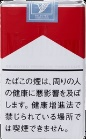 たばこの煙は、周りの人
の健康に悪影響を及ぼ
します。健康増進法で
禁じられている場所で
は喫煙できません。